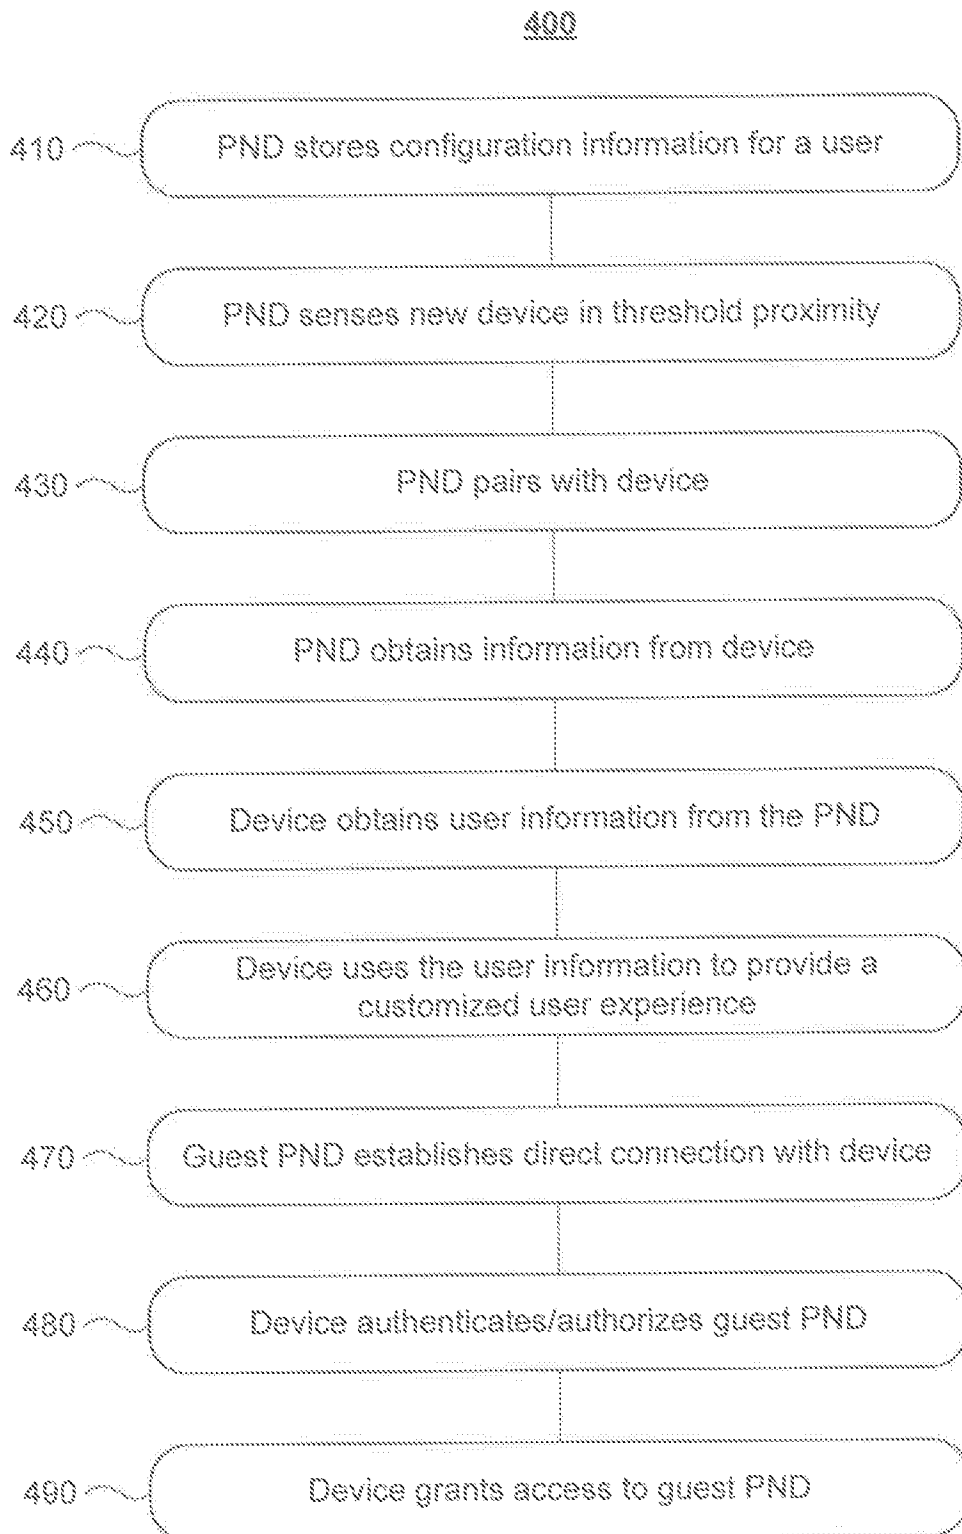 400
410 PND stores configuration information for a user
420 PND senses new device in threshold proximity
430 PND pairs with device
440 PND obtains information from device
450 Device obtains user information from the PND
460 Device uses the user information to provide a
customized user experience
470 Guest PND establishes direct connection with device
480 Device authenticates/authorizes guest PND
490 Device grants access to guest PND